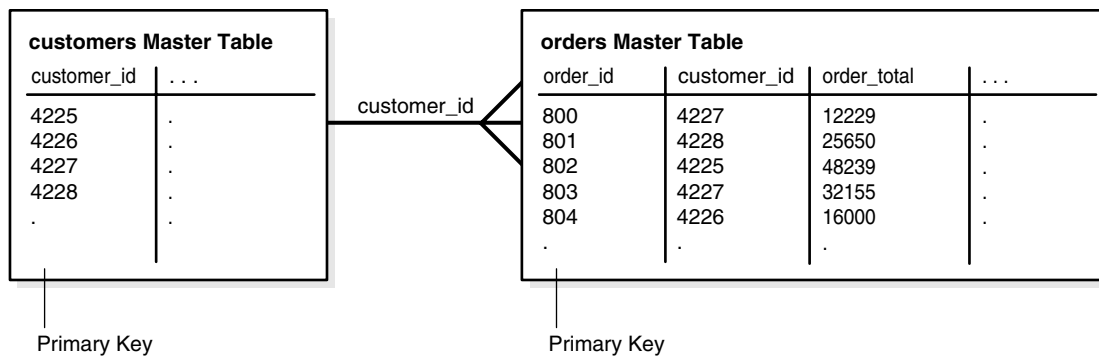 customers Master Table
customer_id . . .
4225 .
4226 .
4227 .
4228 .
. .
Primary Key
customer_id
orders Master Table
order_id customer_id order_total . . .
800 4227 12229 .
801 4228 25650 .
802 4225 48239 .
803 4227 32155 .
804 4226 16000 .
. . .
Primary Key